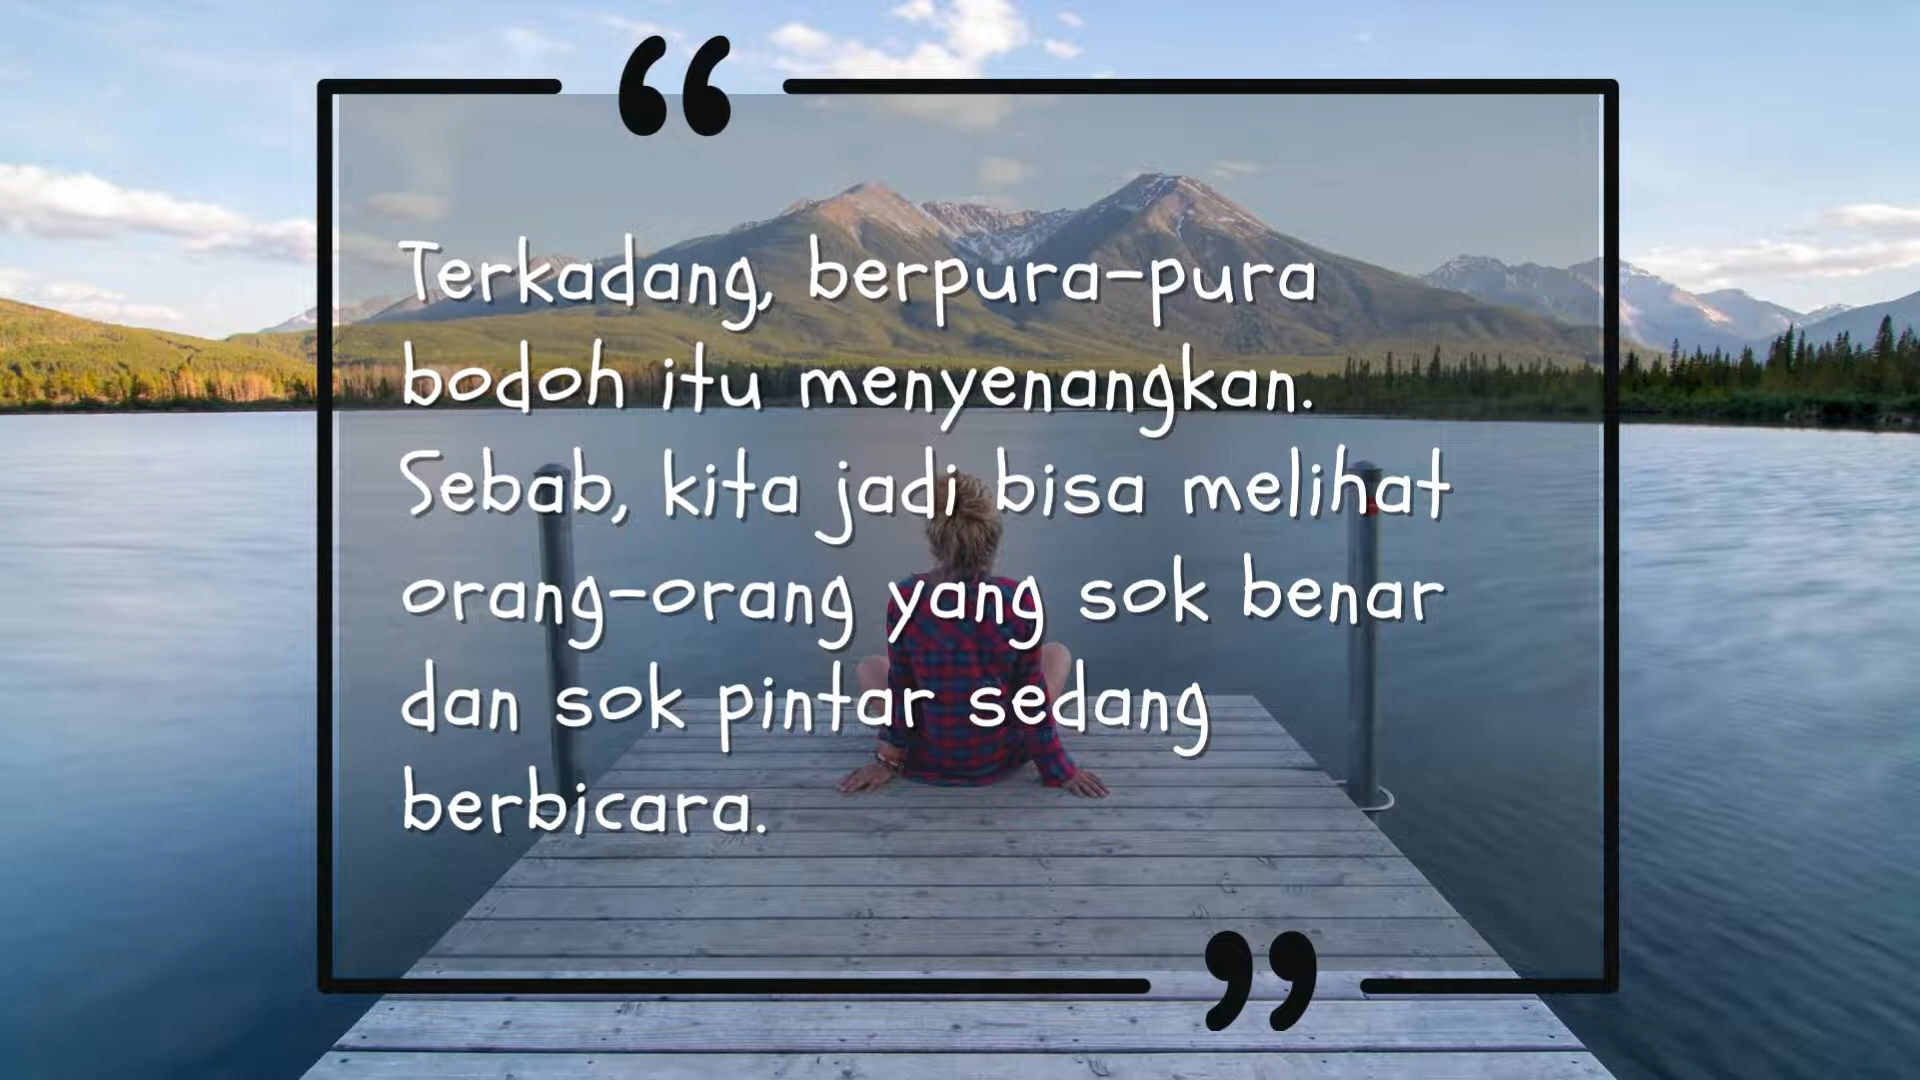 “
Terkadang, berpura-pura
bodoh itu menyenangkan.
Sebab, kita jadi bisa melihat
orang-orang yang sok benar
dan sok pintar sedang
berbicara.
”